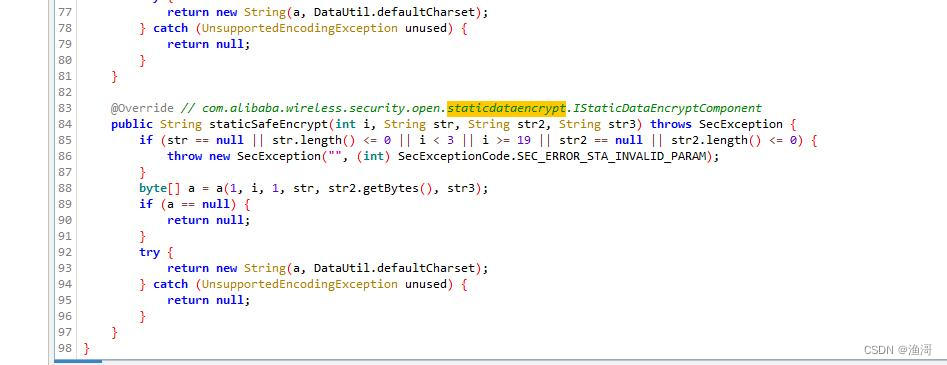 77 return new String(a, DataUtil.defaultCharset);
78 } catch (UnsupportedEncodingException unused) {
79 return null;
80 }
81 }
82
83 @Override // com.alibaba.wireless.security.open.staticdataencrypt.IStaticDataEncryptComponent
84 public String staticSafeEncrypt(int i, String str, String str2, String str3) throws SecException {
85 if (str == null || str.length() <= 0 || i < 3 || i >= 19 || str2 == null || str2.length() <= 0) {
86 throw new SecException("", (int) SecExceptionCode.SEC_ERROR_STA_INVALID_PARAM);
87 }
88 byte[] a = a(1, i, 1, str, str2.getBytes(), str3);
89 if (a == null) {
90 return null;
91 }
92 try {
93 return new String(a, DataUtil.defaultCharset);
94 } catch (UnsupportedEncodingException unused) {
95 return null;
96 }
97 }
98 }
CSDN @渔滒